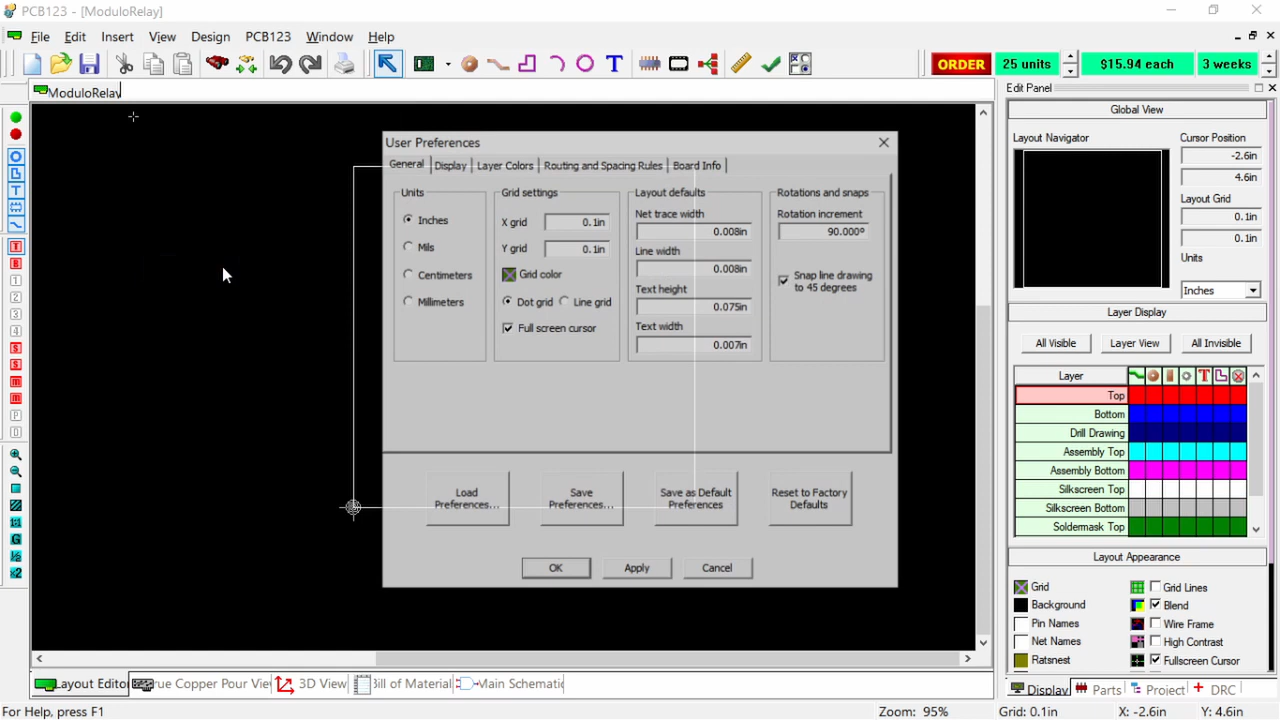 PCB123 - [ModuloRelay]
File Edit Insert View Design PCB123 Window Help
T ORDER 25 units $15.94 each 3 weeks
ModuloRelay
Edit Panel
Global View
Layout Navigator
Cursor Position
-2.6in
4.6in
Layout Grid
0.1in
0.1in
Units
Inches
Layer Display
All Visible Layer View All Invisible
Layer T
Top
Bottom
Drill Drawing
Assembly Top
Assembly Bottom
Silkscreen Top
Silkscreen Bottom
Soldermask Top
Layout Appearance
Grid Grid Lines
Background Blend
Pin Names Wire Frame
Net Names High Contrast
Ratsnest Fullscreen Cursor
Display Parts Project DRC
User Preferences
General Display Layer Colors Routing and Spacing Rules Board Info
Units
Inches
Mils
Centimeters
Millimeters
Grid settings
X grid 0.1in
Y grid 0.1in
Grid color
Dot grid Line grid
Full screen cursor
Layout defaults
Net trace width
0.008in
Line width
0.008in
Text height
0.075in
Text width
0.007in
Rotations and snaps
Rotation increment
90.000º
Snap line drawing
to 45 degrees
Load
Preferences...
Save
Preferences...
Save as Default
Preferences
Reset to Factory
Defaults
OK Apply Cancel
T
T
B
1
2
3
4
S
S
m
m
P
D
G
x2
Layout Editor rue Copper Pour Vie 3D View Bill of Material Main Schematic
For Help, press F1 Zoom: 95% Grid: 0.1in X: -2.6in Y: 4.6in